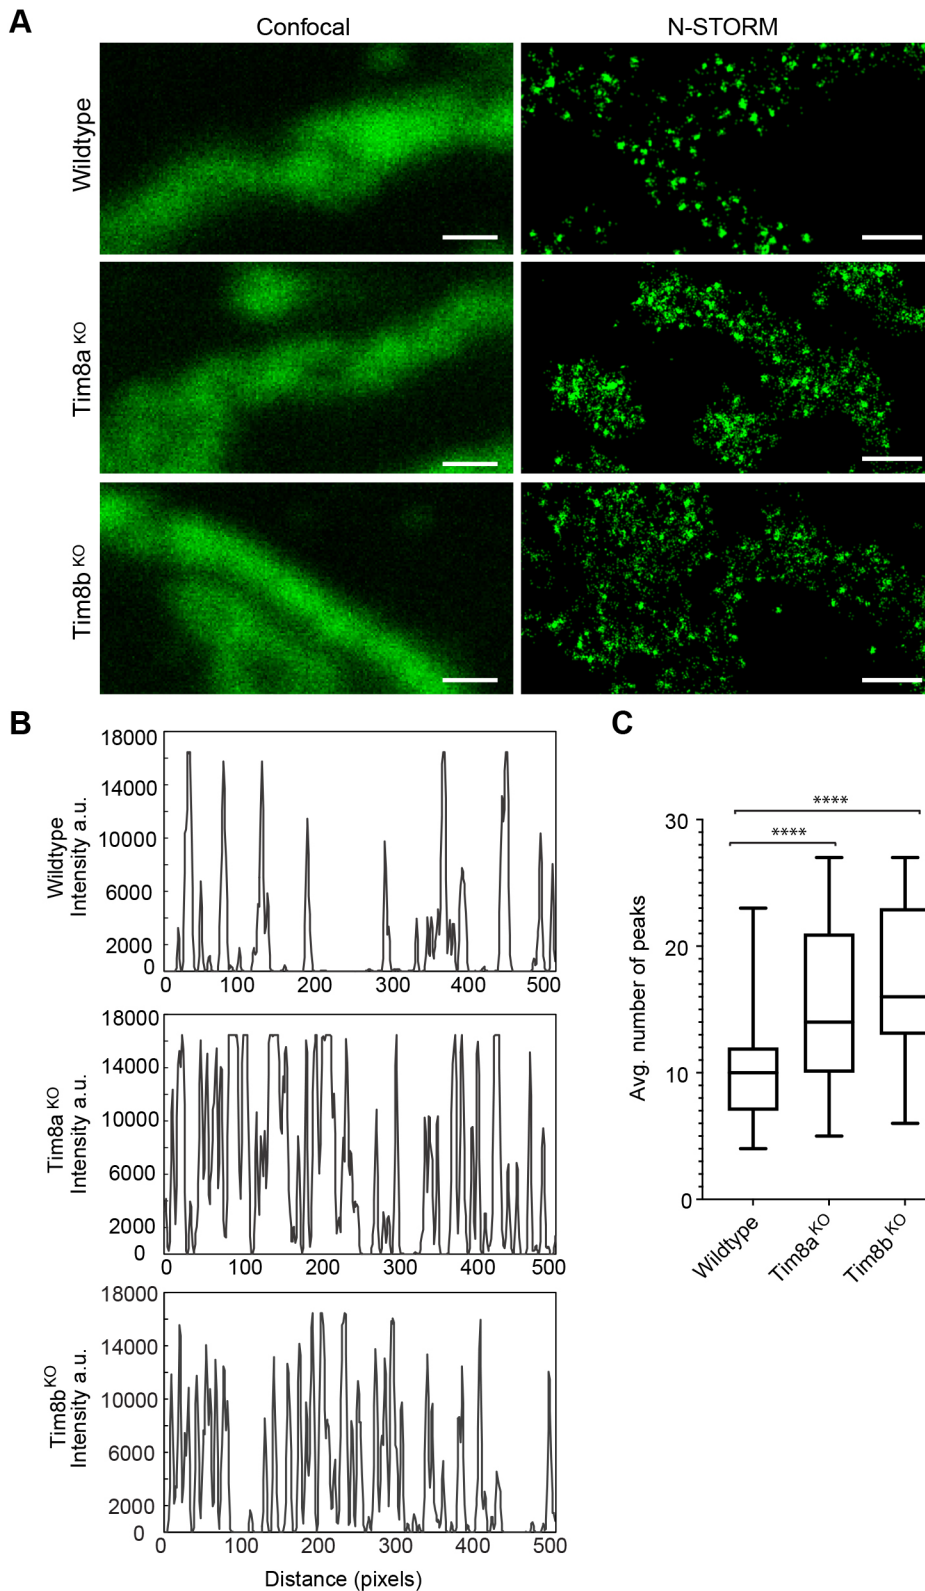 A
Confocal
N-STORM
Wildtype
Tim8a KO
Tim8b KO
B
18000
14000
10000
6000
2000
0
Wildtype
Intensity a.u.
0 100 200 300 400 500
18000
14000
10000
6000
2000
0
Tim8a KO
Intensity a.u.
0 100 200 300 400 500
18000
14000
10000
6000
2000
0
Tim8b KO
Intensity a.u.
0 100 200 300 400 500
Distance (pixels)
C
****
****
30
20
10
0
Avg. number of peaks
Wildtype
Tim8a KO
Tim8b KO